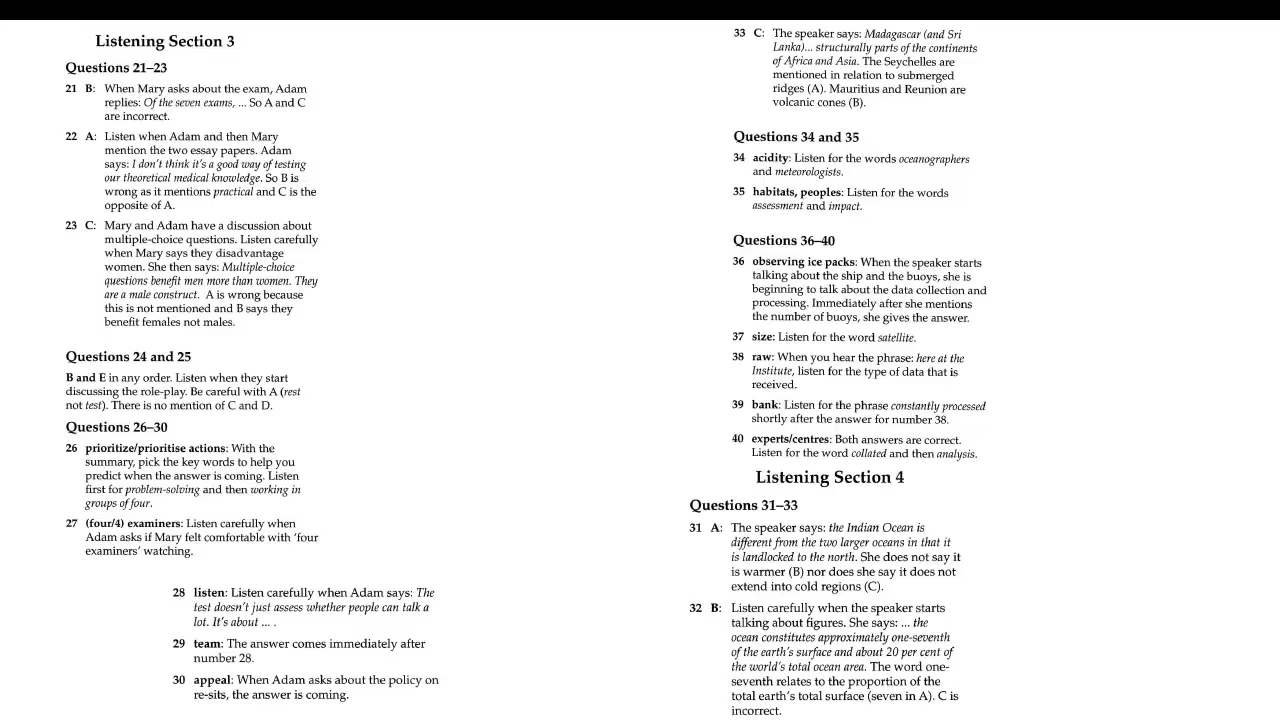 Listening Section 3
Questions 21–23
21 B: When Mary asks about the exam, Adam
replies: Of the seven exams, ... So A and C
are incorrect.
22 A: Listen when Adam and then Mary
mention the two essay papers. Adam
says: I don't think it's a good way of testing
our theoretical medical knowledge. So B is
wrong as it mentions practical and C is the
opposite of A.
23 C: Mary and Adam have a discussion about
multiple-choice questions. Listen carefully
when Mary says they disadvantage
women. She then says: Multiple-choice
questions benefit men more than women. They
are a male construct. A is wrong because
this is not mentioned and B says they
benefit females not males.
Questions 24 and 25
B and E in any order. Listen when they start
discussing the role-play. Be careful with A (rest
not test). There is no mention of C and D.
Questions 26–30
26 prioritize/prioritise actions: With the
summary, pick the key words to help you
predict when the answer is coming. Listen
first for problem-solving and then working in
groups of four.
27 (four/4) examiners: Listen carefully when
Adam asks if Mary felt comfortable with 'four
examiners' watching.
28 listen: Listen carefully when Adam says: The
test doesn't just assess whether people can talk a
lot. It's about ... .
29 team: The answer comes immediately after
number 28.
30 appeal: When Adam asks about the policy on
re-sits, the answer is coming.
33 C: The speaker says: Madagascar (and Sri
Lanka)... structurally parts of the continents
of Africa and Asia. The Seychelles are
mentioned in relation to submerged
ridges (A). Mauritius and Reunion are
volcanic cones (B).
Questions 34 and 35
34 acidity: Listen for the words oceanographers
and meteorologists.
35 habitats, peoples: Listen for the words
assessment and impact.
Questions 36–40
36 observing ice packs: When the speaker starts
talking about the ship and the buoys, she is
beginning to talk about the data collection and
processing. Immediately after she mentions
the number of buoys, she gives the answer.
37 size: Listen for the word satellite.
38 raw: When you hear the phrase: here at the
Institute, listen for the type of data that is
received.
39 bank: Listen for the phrase constantly processed
shortly after the answer for number 38.
40 experts/centres: Both answers are correct.
Listen for the word collated and then analysis.
Listening Section 4
Questions 31–33
31 A: The speaker says: the Indian Ocean is
different from the two larger oceans in that it
is landlocked to the north. She does not say it
is warmer (B) nor does she say it does not
extend into cold regions (C).
32 B: Listen carefully when the speaker starts
talking about figures. She says: ... the
ocean constitutes approximately one-seventh
of the earth's surface and about 20 per cent of
the world's total ocean area. The word one-
seventh relates to the proportion of the
total earth's total surface (seven in A). C is
incorrect.